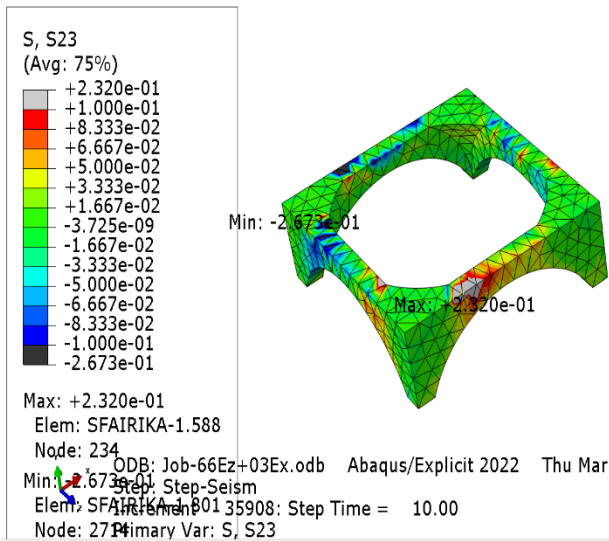 S, S23
(Avg: 75%)
+2.320e-01
+1.000e-01
+8.333e-02
+6.667e-02
+5.000e-02
+3.333e-02
+1.667e-02
-3.725e-09
-1.667e-02
-3.333e-02
-5.000e-02
-6.667e-02
-8.333e-02
-1.000e-01
-2.673e-01
Max: +2.320e-01
Elem: SFAIRIKA-1.588
Node: 234
Min: -2.673e-01
Elem: SFAIRIKA-1.801
Node: 2714
Min: -2.673e-01
Max: +2.320e-01
ODB: Job-66Ez+03Ex.odb Abaqus/Explicit 2022 Thu Mar
Step: Step-Seism
Increment 35908: Step Time = 10.00
Primary Var: S, S23